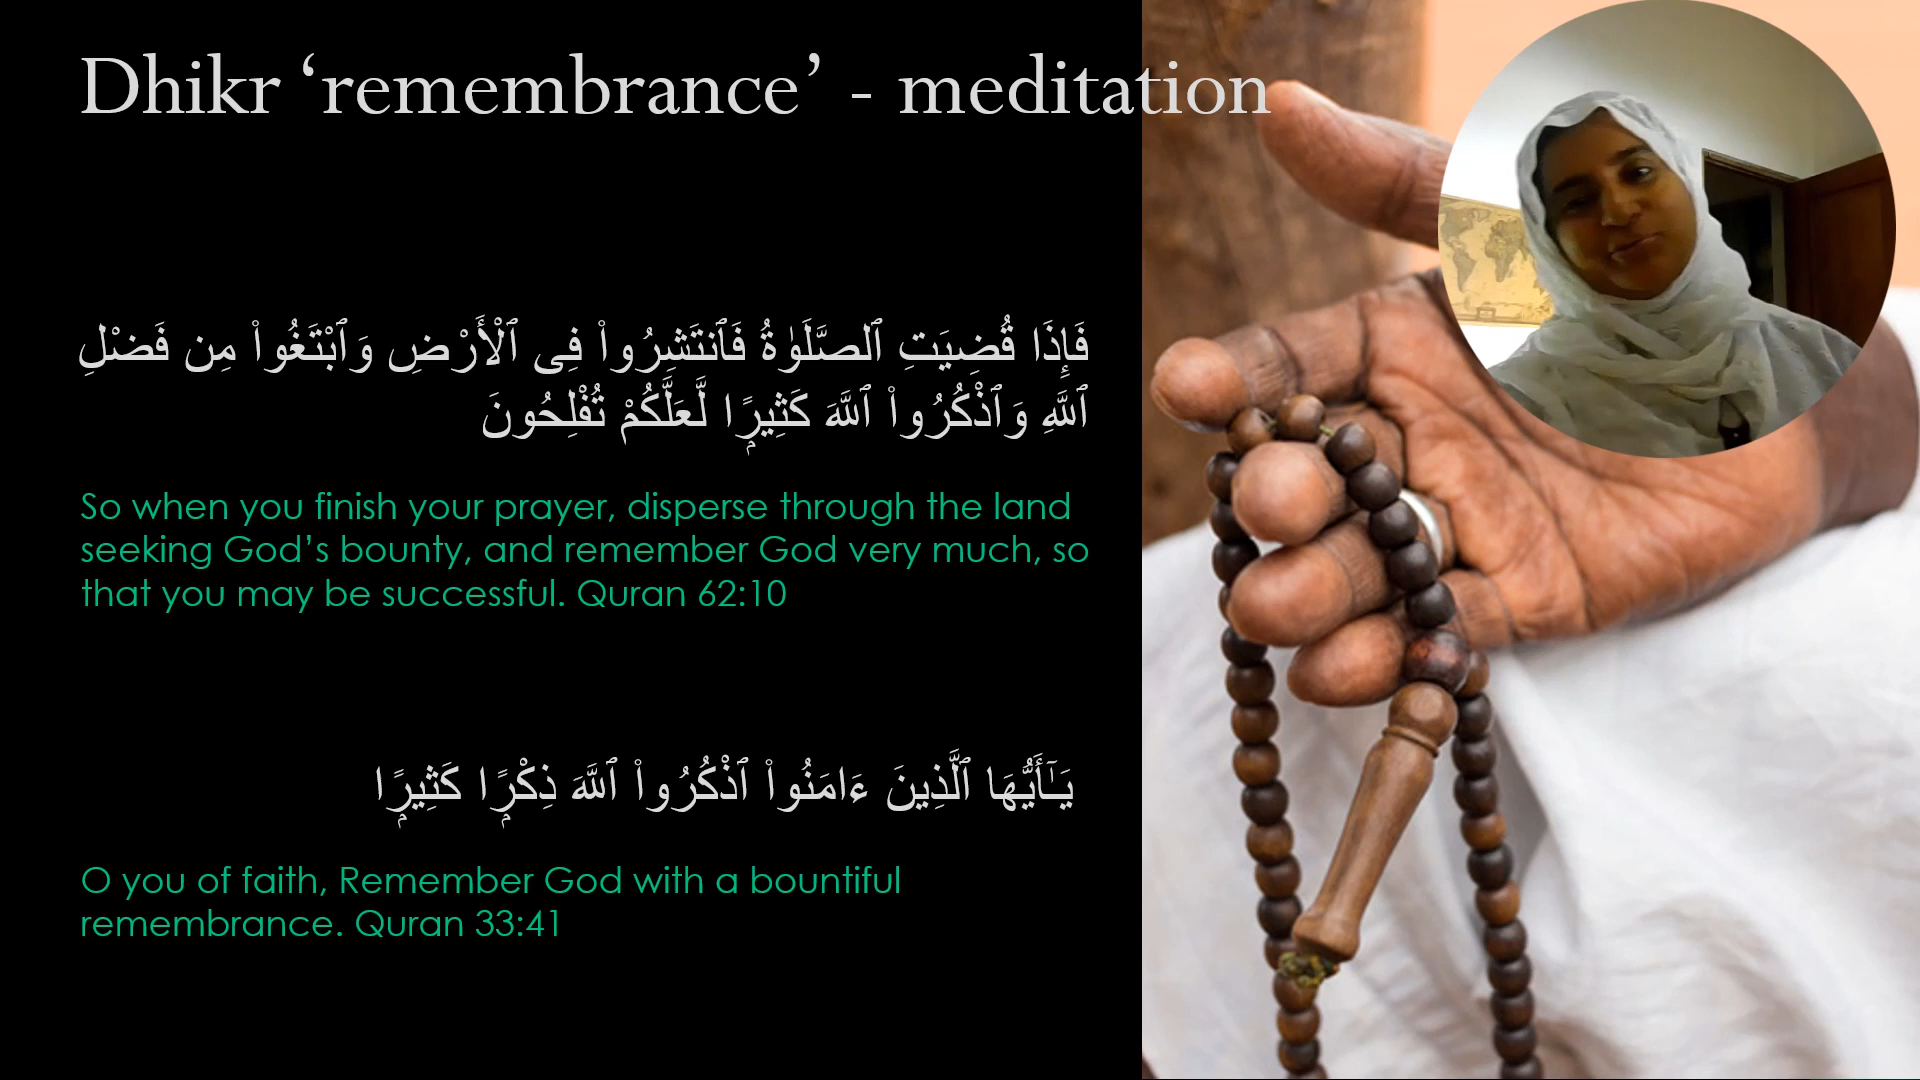 Dhikr ‘remembrance’ - meditation
فَإِذَا قُضِيَتِ ٱلصَّلَوٰةُ فَٱنتَشِرُوا۟ فِى ٱلْأَرْضِ وَٱبْتَغُوا۟ مِن فَضْلِ
ٱللَّهِ وَٱذْكُرُوا۟ ٱللَّهَ كَثِيرًۭا لَّعَلَّكُمْ تُفْلِحُونَ
So when you finish your prayer, disperse through the land
seeking God’s bounty, and remember God very much, so
that you may be successful. Quran 62:10
يَـٰٓأَيُّهَا ٱلَّذِينَ ءَامَنُوا۟ ٱذْكُرُوا۟ ٱللَّهَ ذِكْرًۭا كَثِيرًۭا
O you of faith, Remember God with a bountiful
remembrance. Quran 33:41